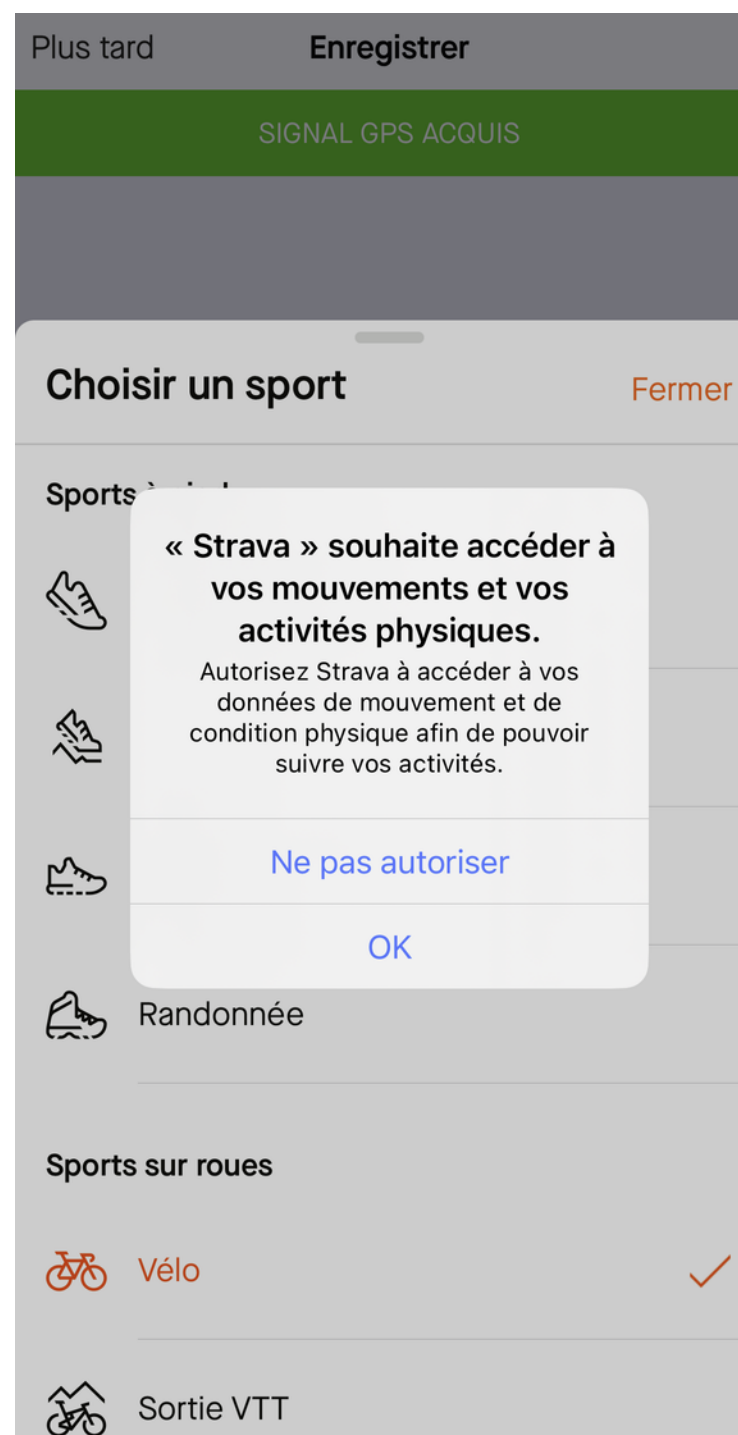 Plus tard
Enregistrer
SIGNAL GPS ACQUIS
Choisir un sport
Fermer
Sports
« Strava » souhaite accéder à
vos mouvements et vos
activités physiques.
Autorisez Strava à accéder à vos
données de mouvement et de
condition physique afin de pouvoir
suivre vos activités.
Ne pas autoriser
OK
Randonnée
Sports sur roues
Vélo
Sortie VTT